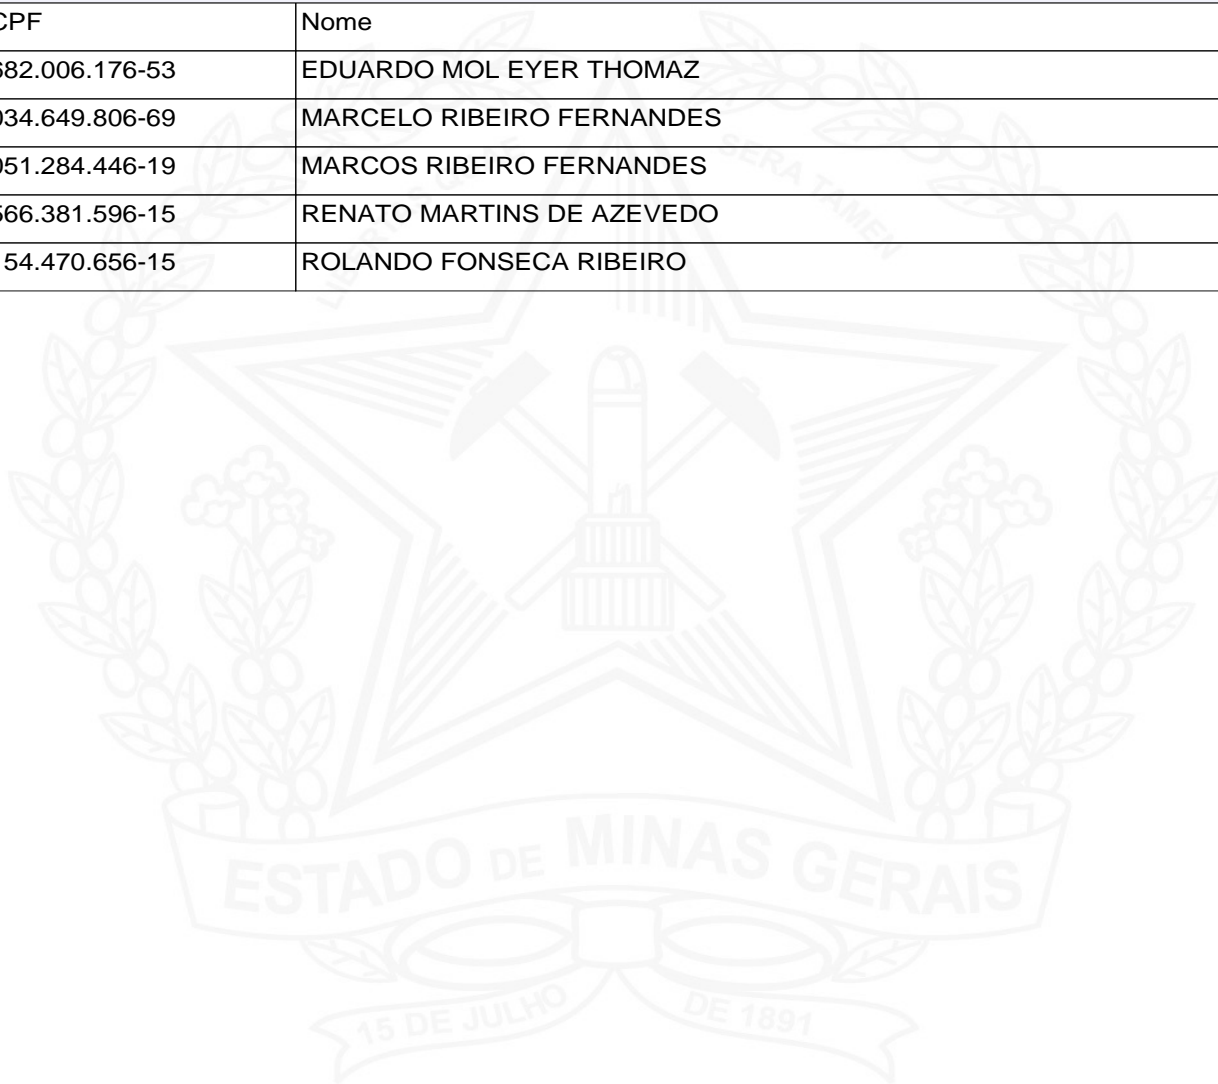 CPF Nome
682.006.176-53 EDUARDO MOL EYER THOMAZ
034.649.806-69 MARCELO RIBEIRO FERNANDES
051.284.446-19 MARCOS RIBEIRO FERNANDES
566.381.596-15 RENATO MARTINS DE AZEVEDO
154.470.656-15 ROLANDO FONSECA RIBEIRO
SERA TAMEN
ESTADO DE MINAS GERAIS
15 DE JULHO DE 1891